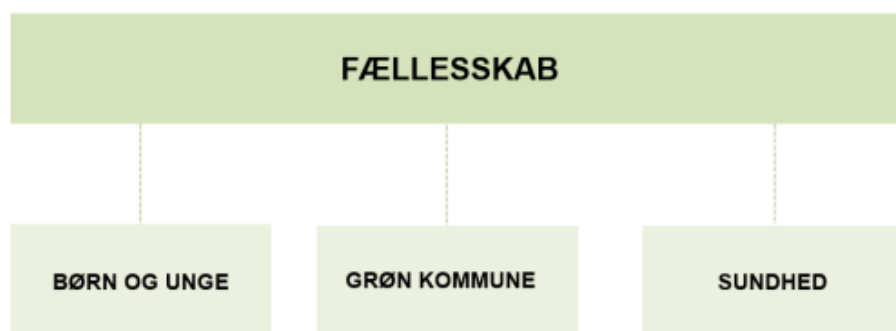 FÆLLESSKAB
BØRN OG UNGE
GRØN KOMMUNE
SUNDHED